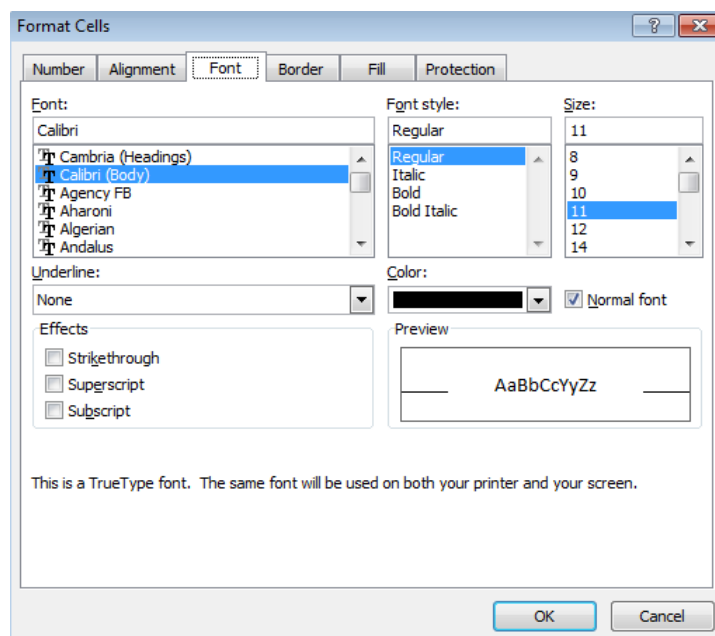 Format Cells
Number Alignment Font Border Fill Protection
Font: Font style: Size:
Calibri Regular 11
Cambria (Headings) Regular 8
Calibri (Body) Italic 9
Agency FB Bold 10
Aharoni Bold Italic 11
Algerian 12
Andalus 14
Underline: Color:
None Normal font
Effects Preview
Strikethrough
Superscript AaBbCcYyZz
Subscript
This is a TrueType font. The same font will be used on both your printer and your screen.
OK Cancel